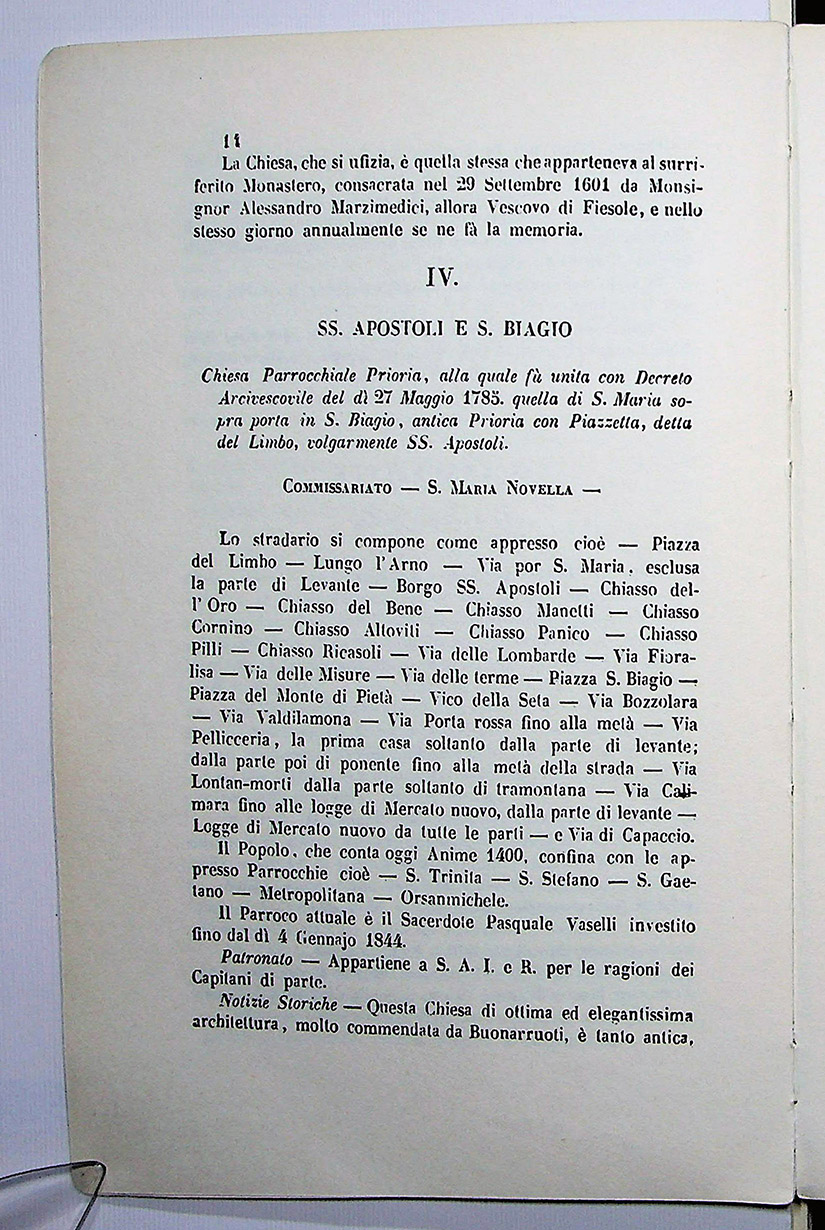 14
La Chiesa, che si ufizia, è quella stessa che apparteneva al surri-
ferito Monastero, consacrata nel 29 Settembre 1601 da Monsi-
gnor Alessandro Marzimedici, allora Vescovo di Fiesole, e nello
stesso giorno annualmente se ne fà la memoria.
IV.
SS. APOSTOLI E S. BIAGIO
Chiesa Parrocchiale Prioria, alla quale fù unita con Decreto
Arcivescovile del dì 27 Maggio 1785. quella di S. Maria so-
pra porta in S. Biagio, antica Prioria con Piazzetta, detta
del Limbo, volgarmente SS. Apostoli.
COMMISSARIATO — S. MARIA NOVELLA —
Lo stradario si compone come appresso cioè — Piazza
del Limbo — Lungo l'Arno — Via por S. Maria, esclusa
la parte di Levante — Borgo SS. Apostoli — Chiasso del-
l'Oro — Chiasso del Bene — Chiasso Manetti — Chiasso
Cornino — Chiasso Altoviti — Chiasso Panico — Chiasso
Pilli — Chiasso Ricasoli — Via delle Lombarde — Via Fiora-
lisa — Via delle Misure — Via delle terme — Piazza S. Biagio —
Piazza del Monte di Pietà — Vico della Seta — Via Bozzolara
— Via Valdilamona — Via Porta rossa fino alla metà — Via
Pellicceria, la prima casa soltanto dalla parte di levante;
dalla parte poi di ponente fino alla metà della strada — Via
Lontan-morti dalla parte soltanto di tramontana — Via Cali-
mara fino alle logge di Mercato nuovo, dalla parte di levante —
Logge di Mercato nuovo da tutte le parti — e Via di Capaccio.
Il Popolo, che conta oggi Anime 1400, confina con le ap-
presso Parrocchie cioè — S. Trinita — S. Stefano — S. Gae-
tano — Metropolitana — Orsanmichele.
Il Parroco attuale è il Sacerdote Pasquale Vaselli investito
fino dal dì 4 Gennajo 1844.
Patronato — Appartiene a S. A. I. e R. per le ragioni dei
Capitani di parte.
Notizie Storiche — Questa Chiesa di ottima ed elegantissima
architettura, molto commendata da Buonarruoti, è tanto antica,